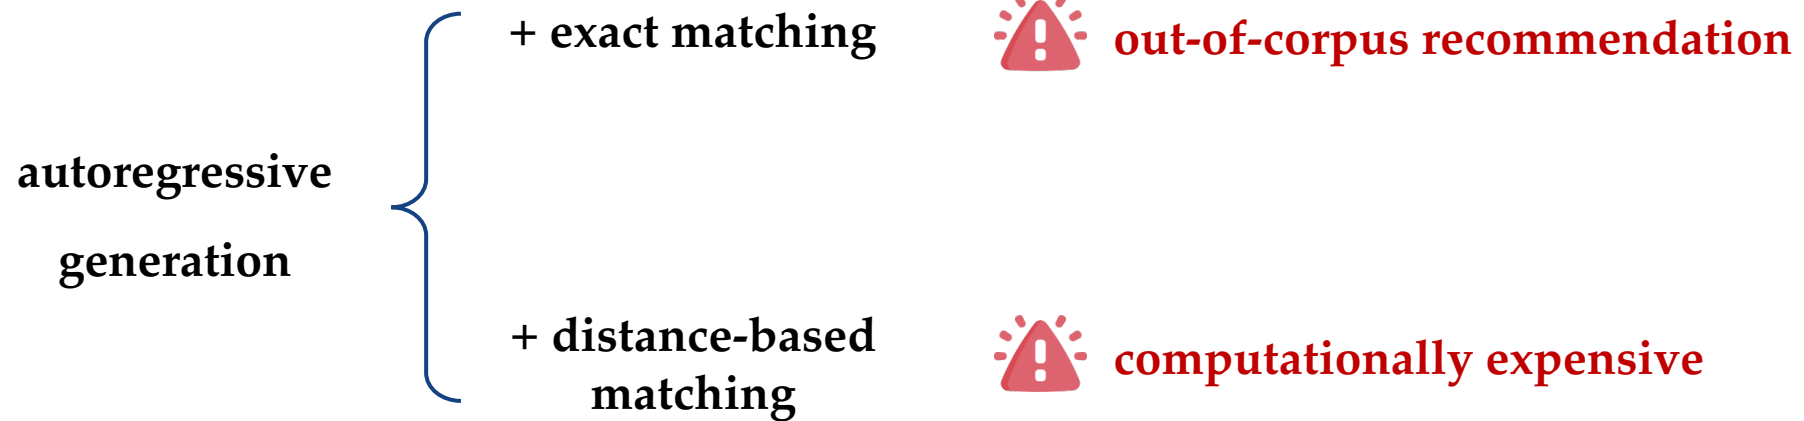 + exact matching
out-of-corpus recommendation
autoregressive
generation
+ distance-based
matching
computationally expensive